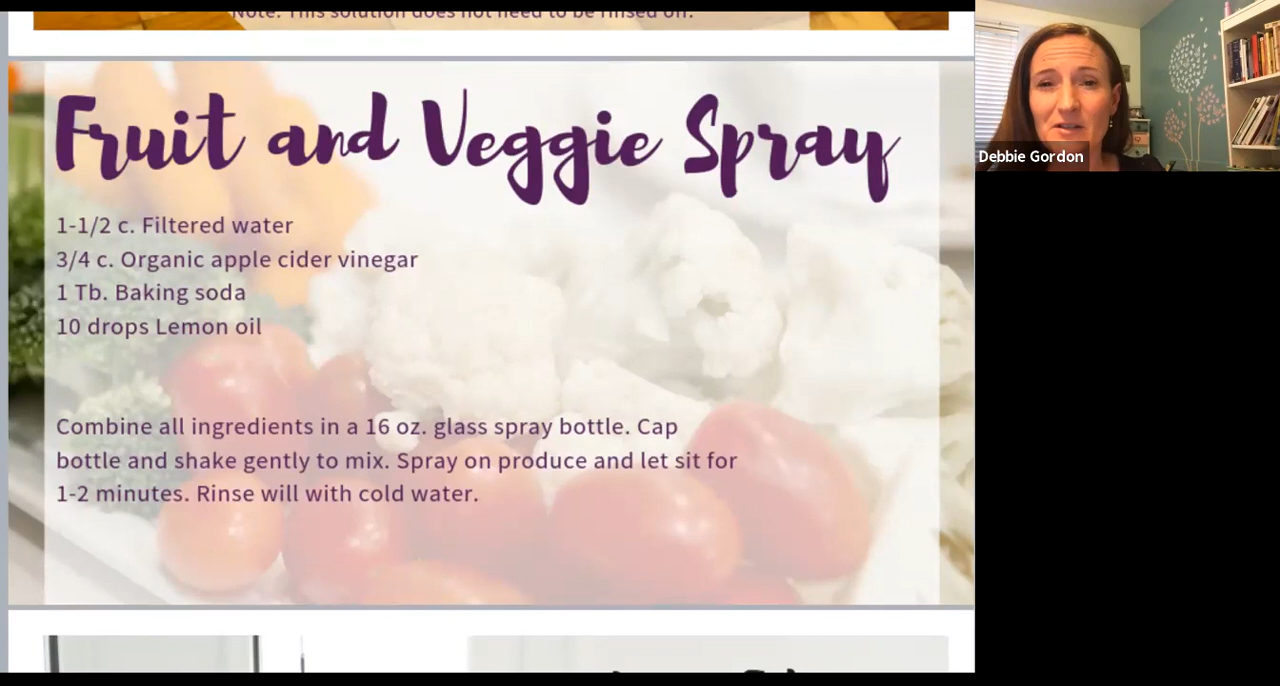 Note: This solution does not need to be rinsed off.
Fruit and Veggie Spray
1-1/2 c. Filtered water
3/4 c. Organic apple cider vinegar
1 Tb. Baking soda
10 drops Lemon oil
Combine all ingredients in a 16 oz. glass spray bottle. Cap
bottle and shake gently to mix. Spray on produce and let sit for
1-2 minutes. Rinse will with cold water.
Debbie Gordon